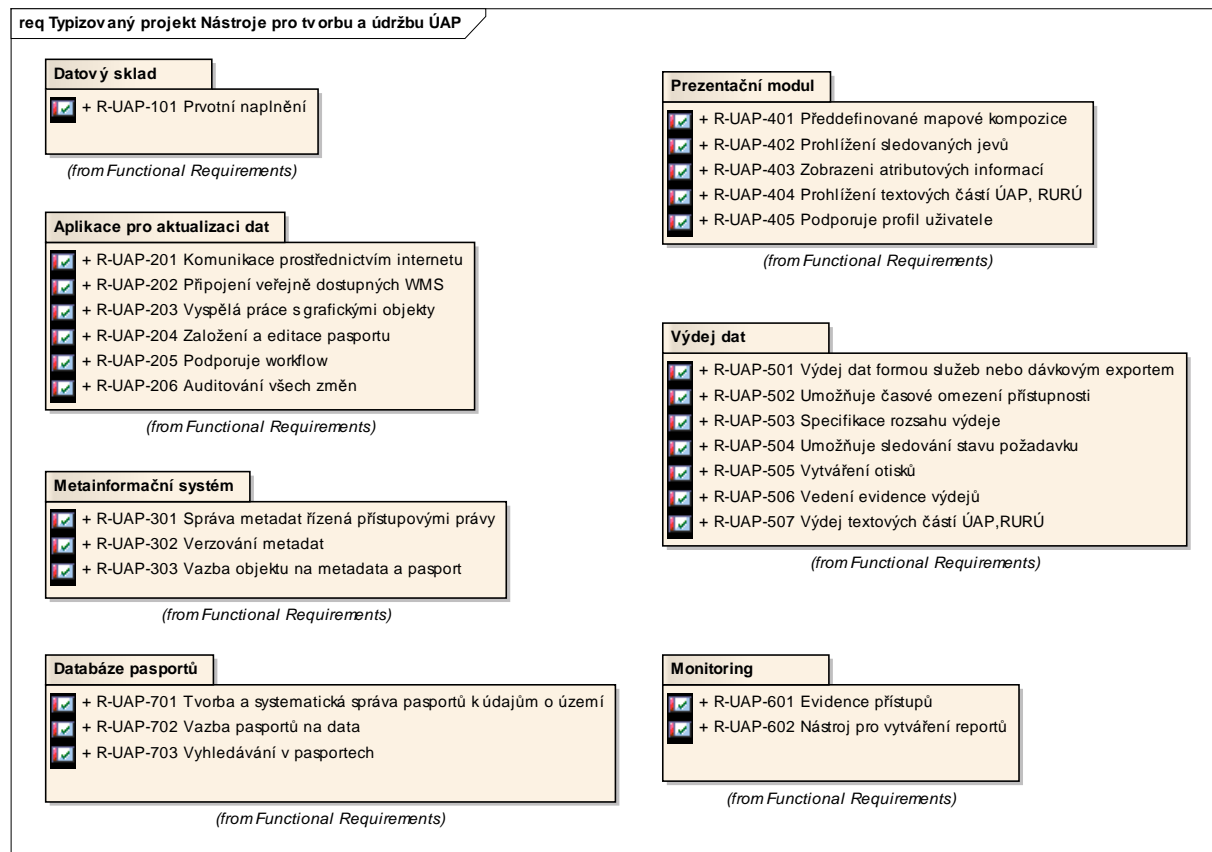 req Typizovaný projekt Nástroje pro tvorbu a údržbu ÚAP
Datový sklad
+ R-UAP-101 Prvotní naplnění
(from Functional Requirements)
Aplikace pro aktualizaci dat
+ R-UAP-201 Komunikace prostřednictvím internetu
+ R-UAP-202 Připojení veřejně dostupných WMS
+ R-UAP-203 Vyspělá práce s grafickými objekty
+ R-UAP-204 Založení a editace pasportu
+ R-UAP-205 Podporuje workflow
+ R-UAP-206 Auditování všech změn
(from Functional Requirements)
Metainformační systém
+ R-UAP-301 Správa metadat řízená přístupovými právy
+ R-UAP-302 Verzování metadat
+ R-UAP-303 Vazba objektu na metadata a pasport
(from Functional Requirements)
Databáze pasportů
+ R-UAP-701 Tvorba a systematická správa pasportů k údajům o území
+ R-UAP-702 Vazba pasportů na data
+ R-UAP-703 Vyhledávání v pasportech
(from Functional Requirements)
Prezentační modul
+ R-UAP-401 Předdefinované mapové kompozice
+ R-UAP-402 Prohlížení sledovaných jevů
+ R-UAP-403 Zobrazeni atributových informací
+ R-UAP-404 Prohlížení textových částí ÚAP, RURÚ
+ R-UAP-405 Podporuje profil uživatele
(from Functional Requirements)
Výdej dat
+ R-UAP-501 Výdej dat formou služeb nebo dávkovým exportem
+ R-UAP-502 Umožňuje časové omezení přístupnosti
+ R-UAP-503 Specifikace rozsahu výdeje
+ R-UAP-504 Umožňuje sledování stavu požadavku
+ R-UAP-505 Vytváření otisků
+ R-UAP-506 Vedení evidence výdejů
+ R-UAP-507 Výdej textových částí ÚAP,RURÚ
(from Functional Requirements)
Monitoring
+ R-UAP-601 Evidence přístupů
+ R-UAP-602 Nástroj pro vytváření reportů
(from Functional Requirements)